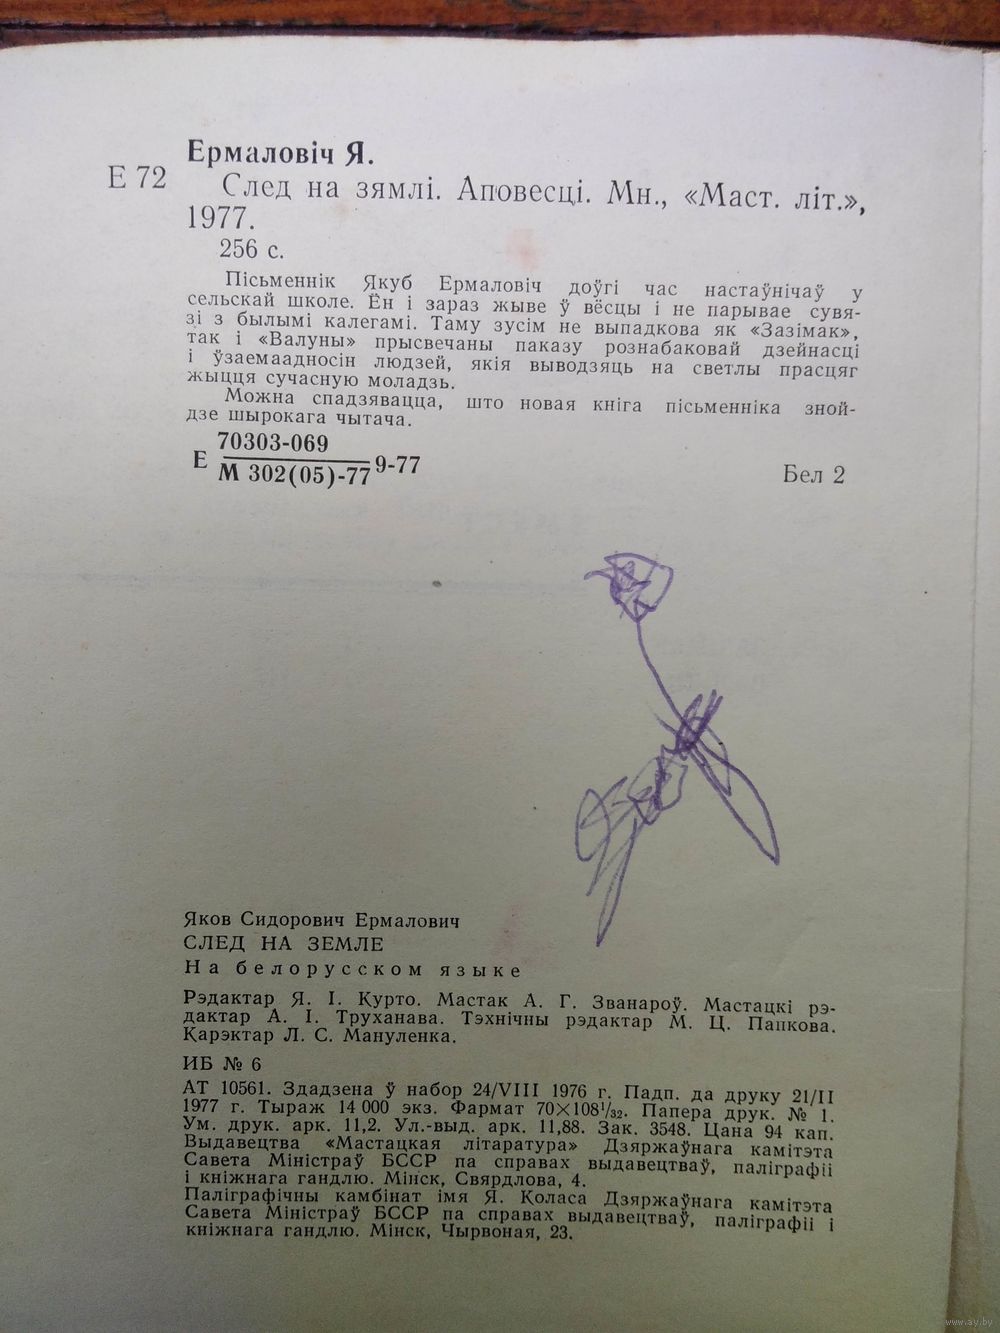 Ермаловіч Я.
Е 72
След на зямлі. Аповесці. Мн., «Маст. літ.»,
1977.
256 с.
Пісьменнік Якуб Ермаловіч доўгі час настаўнічаў у
сельскай школе. Ён і зараз жыве ў вёсцы і не парывае сувя-
зі з былымі калегамі. Таму зусім не выпадкова як «Зазімак»,
так і «Валуны» прысвечаны паказу рознабаковай дзейнасці
і ўзаемаадносін людзей, якія выводзяць на светлы прасцяг
жыцця сучасную моладзь.
Можна спадзявацца, што новая кніга пісьменніка зной-
дзе шырокага чытача.
70303-069
Е М 302(05)-77 9-77
Бел 2
Яков Сидорович Ермалович
СЛЕД НА ЗЕМЛЕ
На белорусском языке
Рэдактар Я. І. Курто. Мастак А. Г. Званароў. Мастацкі рэ-
дактар А. І. Труханава. Тэхнічны рэдактар М. Ц. Папкова.
Карэктар Л. С. Мануленка.
ИБ № 6
АТ 10561. Здадзена ў набор 24/VIII 1976 г. Падп. да друку 21/II
1977 г. Тыраж 14 000 экз. Фармат 70×108¹/₃₂. Папера друк. № 1.
Ум. друк. арк. 11,2. Ул.-выд. арк. 11,88. Зак. 3548. Цана 94 кап.
Выдавецтва «Мастацкая літаратура» Дзяржаўнага камітэта
Савета Міністраў БССР па справах выдавецтваў, паліграфіі
і кніжнага гандлю. Мінск, Свярдлова, 4.
Паліграфічны камбінат імя Я. Коласа Дзяржаўнага камітэта
Савета Міністраў БССР па справах выдавецтваў, паліграфіі і
кніжнага гандлю. Мінск, Чырвоная, 23.
www.ay.by